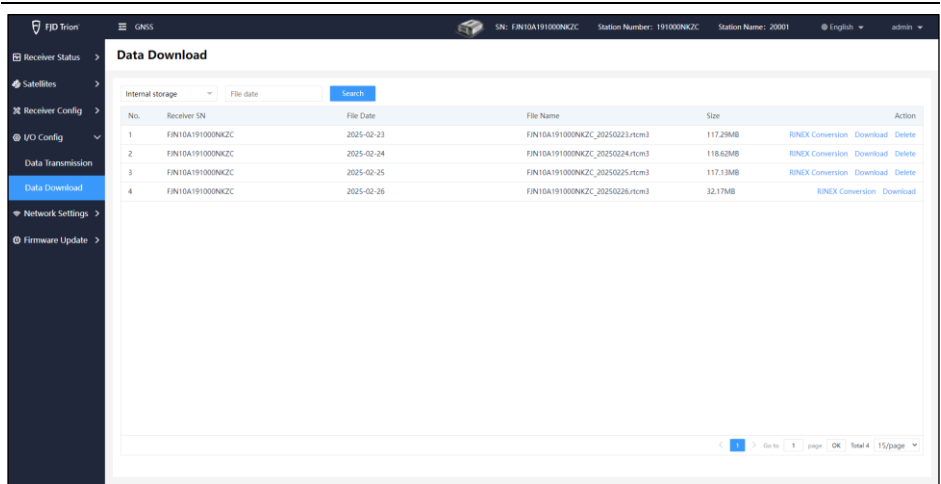 FJD Trion GNSS SN: FJN10A191000NKZC Station Number: 191000NKZC Station Name: 20001 English admin
Receiver Status
Satellites
Receiver Config
I/O Config
Data Transmission
Data Download
Network Settings
Firmware Update
Data Download
Internal storage File date Search
No. Receiver SN File Date File Name Size Action
1 FJN10A191000NKZC 2025-02-23 FJN10A191000NKZC_20250223.rtcm3 117.29MB RINEX Conversion Download Delete
2 FJN10A191000NKZC 2025-02-24 FJN10A191000NKZC_20250224.rtcm3 118.62MB RINEX Conversion Download Delete
3 FJN10A191000NKZC 2025-02-25 FJN10A191000NKZC_20250225.rtcm3 117.13MB RINEX Conversion Download Delete
4 FJN10A191000NKZC 2025-02-26 FJN10A191000NKZC_20250226.rtcm3 32.17MB RINEX Conversion Download
< 1 > Go to 1 page OK Total 4 15/page